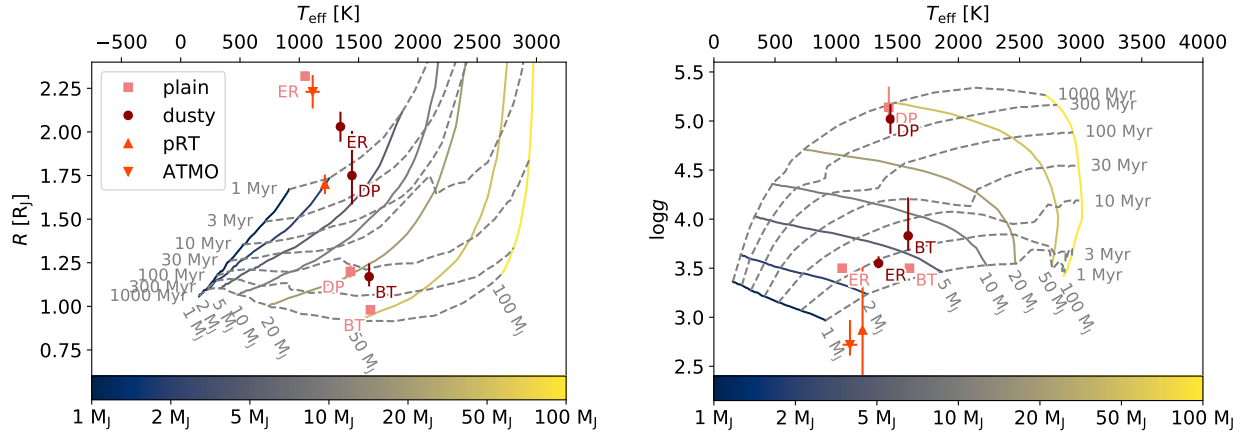 T_eff [K]
−500 0 500 1000 1500 2000 2500 3000
2.25
2.00
1.75
1.50
1.25
1.00
0.75
R [R_J]
plain
dusty
pRT
ATMO
ER
ER
DP
DP
BT
BT
1 Myr
3 Myr
10 Myr
30 Myr
100 Myr
300 Myr
1000 Myr
1 M_J
2 M_J
5 M_J
10 M_J
20 M_J
50 M_J
100 M_J
1 M_J 2 M_J 5 M_J 10 M_J 20 M_J 50 M_J 100 M_J
T_eff [K]
0 500 1000 1500 2000 2500 3000 3500 4000
5.5
5.0
4.5
4.0
3.5
3.0
2.5
logg
DP
DP
BT
ER
ER
BT
1000 Myr
300 Myr
100 Myr
30 Myr
10 Myr
3 Myr
1 Myr
1 M_J
2 M_J
5 M_J
10 M_J
20 M_J
50 M_J
100 M_J
1 M_J 2 M_J 5 M_J 10 M_J 20 M_J 50 M_J 100 M_J